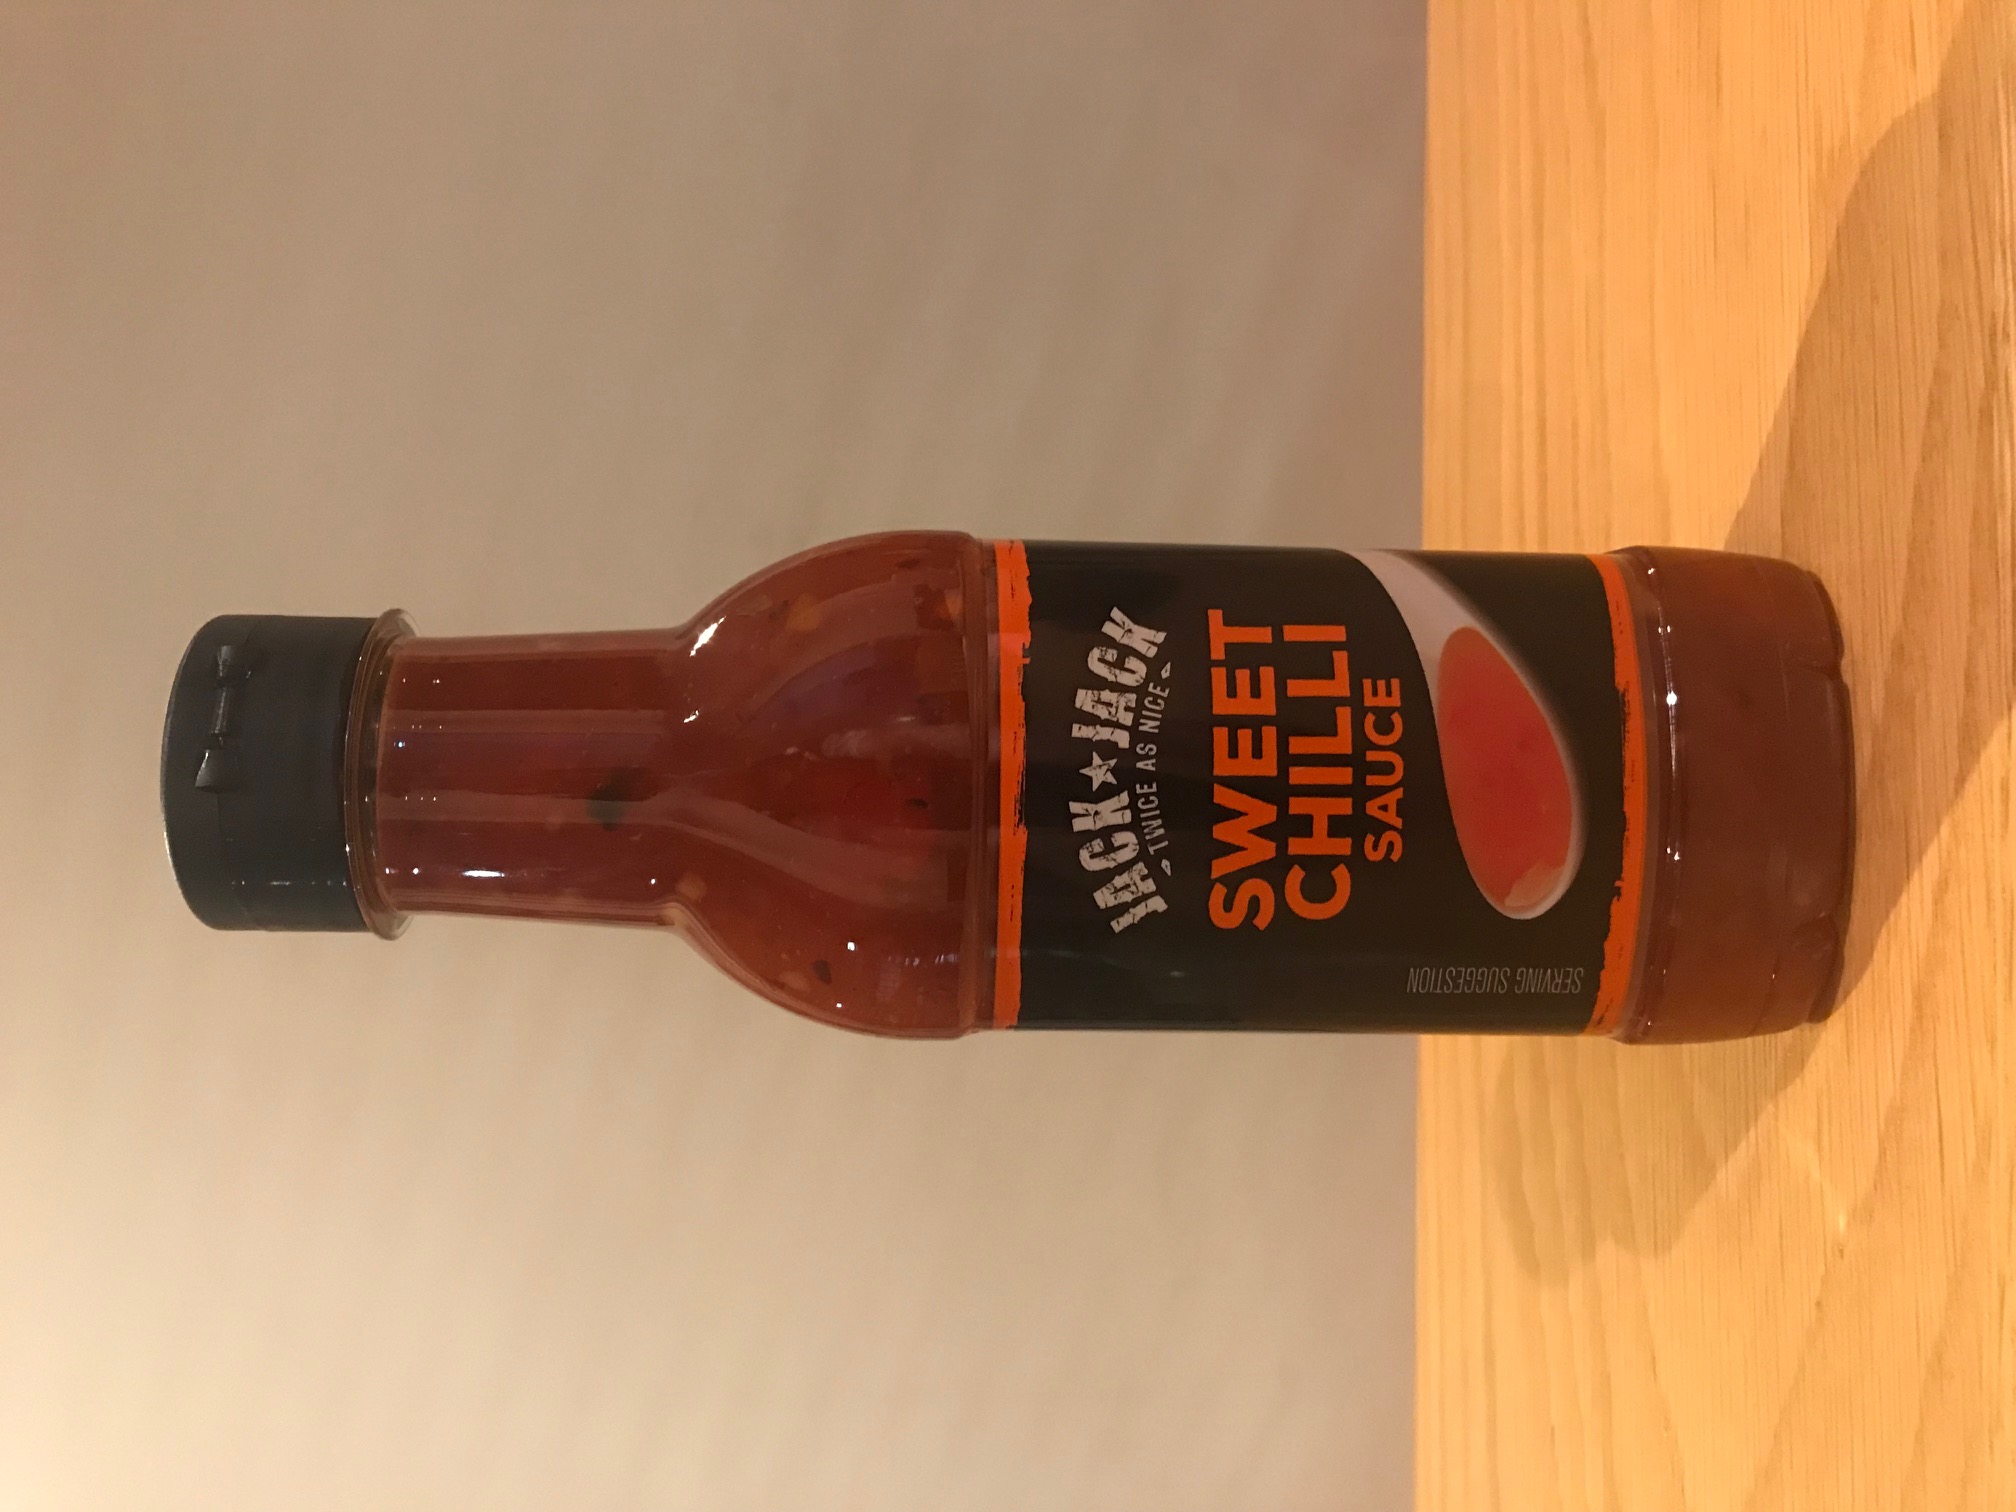 JACK★JACK
TWICE AS NICE
SWEET
CHILLI
SAUCE
SERVING SUGGESTION